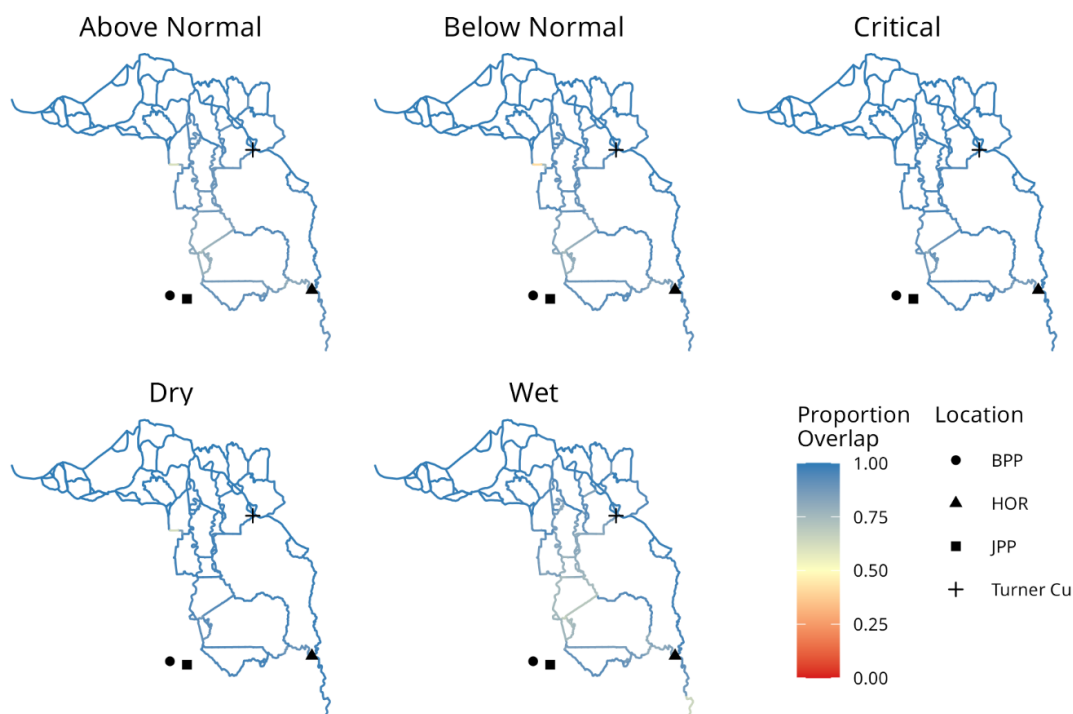 Above Normal
Below Normal
Critical
Dry
Wet
Proportion
Overlap
1.00
0.75
0.50
0.25
0.00
Location
BPP
HOR
JPP
Turner Cu